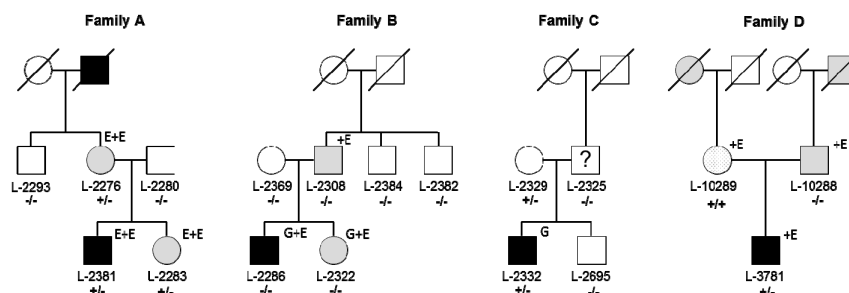 Family A Family B Family C Family D
E+E
+E
+E
+E
?
L-2293 L-2276 L-2280
-/- +/- -/-
L-2369 L-2308 L-2384 L-2382
-/- -/- -/- -/-
L-2329 L-2325
+/- -/-
L-10289 L-10288
+/+ -/-
E+E E+E
G+E G+E
G
+E
L-2381 L-2283
+/- +/-
L-2286 L-2322
-/- -/-
L-2332 L-2695
+/- -/-
L-3781
+/-